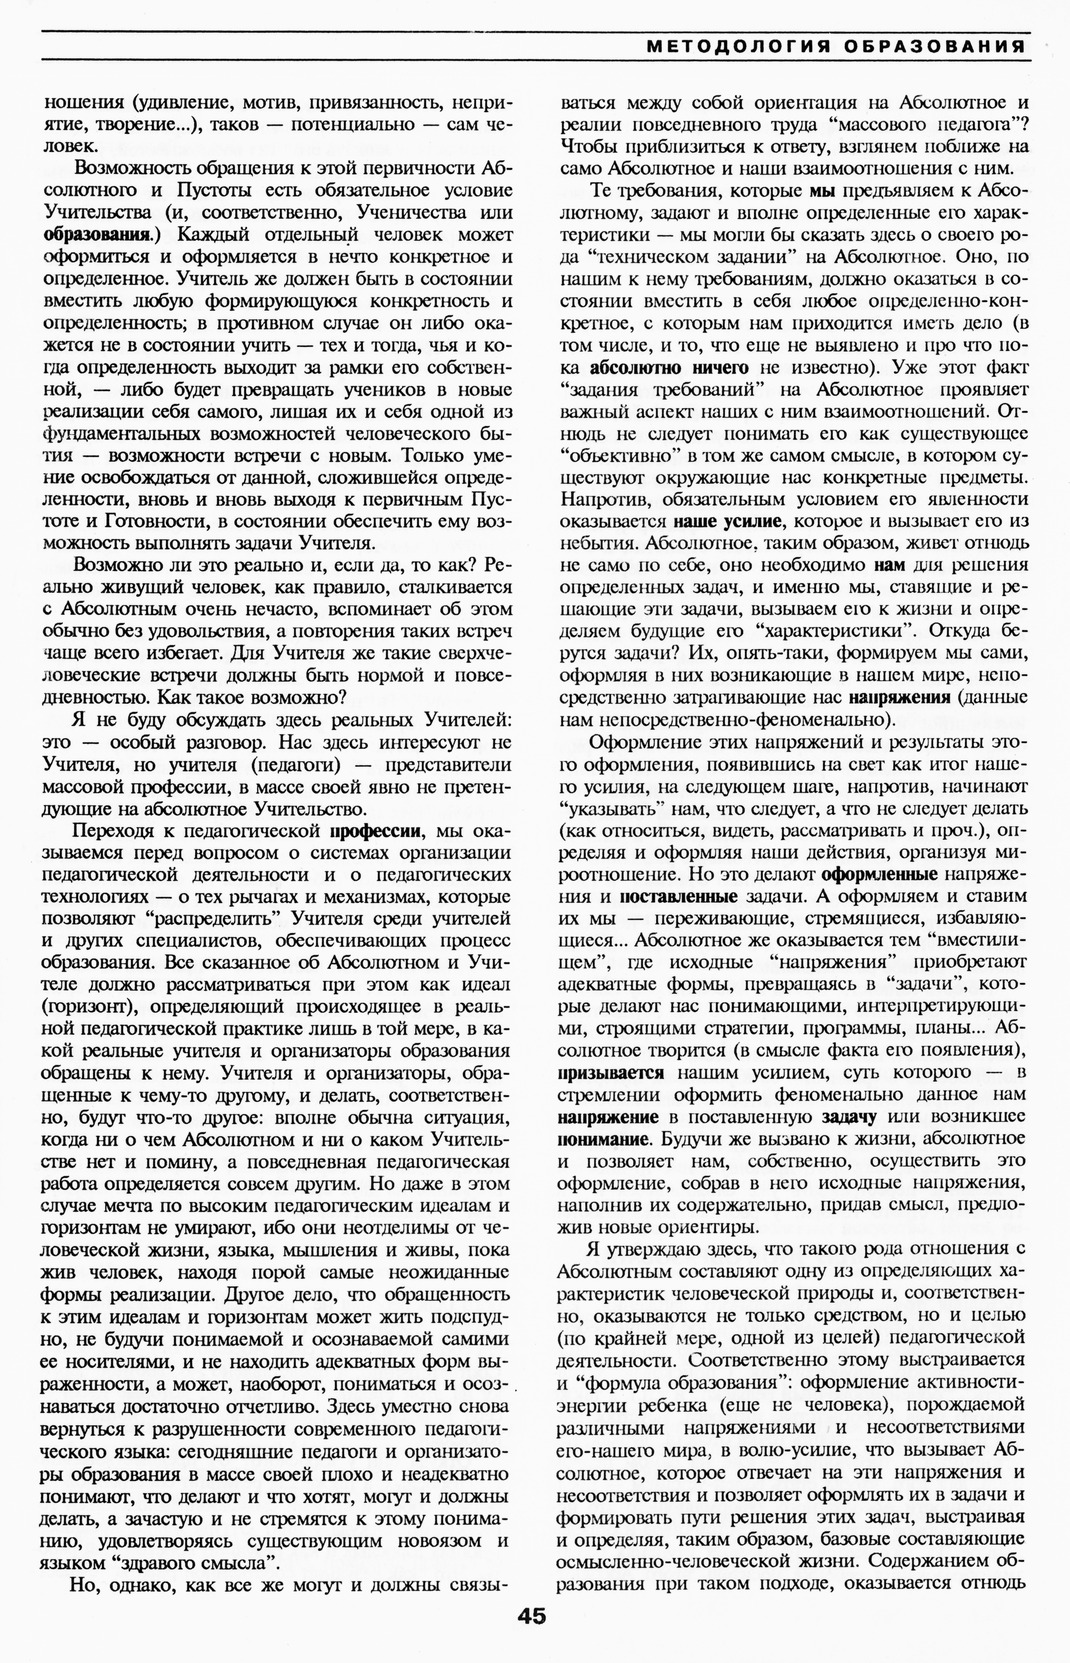 МЕТОДОЛОГИЯ ОБРАЗОВАНИЯ
ношения (удивление, мотив, привязанность, непри-
ятие, творение...), таков — потенциально — сам че-
ловек.
Возможность обращения к этой первичности Аб-
солютного и Пустоты есть обязательное условие
Учительства (и, соответственно, Ученичества или
образования.) Каждый отдельный человек может
оформиться и оформляется в нечто конкретное и
определенное. Учитель же должен быть в состоянии
вместить любую формирующуюся конкретность и
определенность; в противном случае он либо ока-
жется не в состоянии учить — тех и тогда, чья и ко-
гда определенность выходит за рамки его собствен-
ной, — либо будет превращать учеников в новые
реализации себя самого, лишая их и себя одной из
фундаментальных возможностей человеческого бы-
тия — возможности встречи с новым. Только уме-
ние освобождаться от данной, сложившейся опреде-
ленности, вновь и вновь выходя к первичным Пус-
тоте и Готовности, в состоянии обеспечить ему воз-
можность выполнять задачи Учителя.
Возможно ли это реально и, если да, то как? Ре-
ально живущий человек, как правило, сталкивается
с Абсолютным очень нечасто, вспоминает об этом
обычно без удовольствия, а повторения таких встреч
чаще всего избегает. Для Учителя же такие сверхче-
ловеческие встречи должны быть нормой и повсе-
дневностью. Как такое возможно?
Я не буду обсуждать здесь реальных Учителей:
это — особый разговор. Нас здесь интересуют не
Учителя, но учителя (педагоги) — представители
массовой профессии, в массе своей явно не претен-
дующие на абсолютное Учительство.
Переходя к педагогической профессии, мы ока-
зываемся перед вопросом о системах организации
педагогической деятельности и о педагогических
технологиях — о тех рычагах и механизмах, которые
позволяют “распределить” Учителя среди учителей
и других специалистов, обеспечивающих процесс
образования. Все сказанное об Абсолютном и Учи-
теле должно рассматриваться при этом как идеал
(горизонт), определяющий происходящее в реаль-
ной педагогической практике лишь в той мере, в ка-
кой реальные учителя и организаторы образования
обращены к нему. Учителя и организаторы, обра-
щенные к чему-то другому, и делать, соответствен-
но, будут что-то другое: вполне обычна ситуация,
когда ни о чем Абсолютном и ни о каком Учитель-
стве нет и помину, а повседневная педагогическая
работа определяется совсем другим. Но даже в этом
случае мечта по высоким педагогическим идеалам и
горизонтам не умирают, ибо они неотделимы от че-
ловеческой жизни, языка, мышления и живы, пока
жив человек, находя порой самые неожиданные
формы реализации. Другое дело, что обращенность
к этим идеалам и горизонтам может жить подспуд-
но, не будучи понимаемой и осознаваемой самими
ее носителями, и не находить адекватных форм вы-
раженности, а может, наоборот, пониматься и осоз-
наваться достаточно отчетливо. Здесь уместно снова
вернуться к разрушенности современного педагоги-
ческого языка: сегодняшние педагоги и организато-
ры образования в массе своей плохо и неадекватно
понимают, что делают и что хотят, могут и должны
делать, а зачастую и не стремятся к этому понима-
нию, удовлетворяясь существующим новоязом и
языком “здравого смысла”.
Но, однако, как все же могут и должны связы-
ваться между собой ориентация на Абсолютное и
реалии повседневного труда “массового педагога”?
Чтобы приблизиться к ответу, взглянем поближе на
само Абсолютное и наши взаимоотношения с ним.
Те требования, которые мы предъявляем к Абсо-
лютному, задают и вполне определенные его харак-
теристики — мы могли бы сказать здесь о своего ро-
да “техническом задании” на Абсолютное. Оно, по
нашим к нему требованиям, должно оказаться в со-
стоянии вместить в себя любое определенно-кон-
кретное, с которым нам приходится иметь дело (в
том числе, и то, что еще не выявлено и про что по-
ка абсолютно ничего не известно). Уже этот факт
“задания требований” на Абсолютное проявляет
важный аспект наших с ним взаимоотношений. От-
нюдь не следует понимать его как существующее
“объективно” в том же самом смысле, в котором су-
ществуют окружающие нас конкретные предметы.
Напротив, обязательным условием его явленности
оказывается наше усилие, которое и вызывает его из
небытия. Абсолютное, таким образом, живет отнюдь
не само по себе, оно необходимо нам для решения
определенных задач, и именно мы, ставящие и ре-
шающие эти задачи, вызываем его к жизни и опре-
деляем будущие его “характеристики”. Откуда бе-
рутся задачи? Их, опять-таки, формируем мы сами,
оформляя в них возникающие в нашем мире, непо-
средственно затрагивающие нас напряжения (данные
нам непосредственно-феноменально).
Оформление этих напряжений и результаты это-
го оформления, появившись на свет как итог наше-
го усилия, на следующем шаге, напротив, начинают
“указывать” нам, что следует, а что не следует делать
(как относиться, видеть, рассматривать и проч.), оп-
ределяя и оформляя наши действия, организуя ми-
роотношение. Но это делают оформленные напряже-
ния и поставленные задачи. А оформляем и ставим
их мы — переживающие, стремящиеся, избавляю-
щиеся... Абсолютное же оказывается тем “вместили-
щем”, где исходные “напряжения” приобретают
адекватные формы, превращаясь в “задачи”, кото-
рые делают нас понимающими, интерпретирующи-
ми, строящими стратегии, программы, планы... Аб-
солютное творится (в смысле факта его появления),
призывается нашим усилием, суть которого — в
стремлении оформить феноменально данное нам
напряжение в поставленную задачу или возникшее
понимание. Будучи же вызвано к жизни, абсолютное
и позволяет нам, собственно, осуществить это
оформление, собрав в него исходные напряжения,
наполнив их содержательно, придав смысл, предло-
жив новые ориентиры.
Я утверждаю здесь, что такого рода отношения с
Абсолютным составляют одну из определяющих ха-
рактеристик человеческой природы и, соответствен-
но, оказываются не только средством, но и целью
(по крайней мере, одной из целей) педагогической
деятельности. Соответственно этому выстраивается
и “формула образования”: оформление активности-
энергии ребенка (еще не человека), порождаемой
различными напряжениями и несоответствиями
его-нашего мира, в волю-усилие, что вызывает Аб-
солютное, которое отвечает на эти напряжения и
несоответствия и позволяет оформлять их в задачи и
формировать пути решения этих задач, выстраивая
и определяя, таким образом, базовые составляющие
осмысленно-человеческой жизни. Содержанием об-
разования при таком подходе, оказывается отнюдь
45